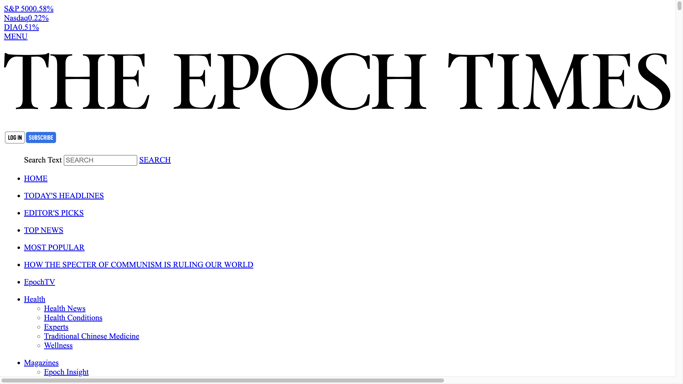 S&P 5000.58%
Nasdaq0.22%
DIA0.51%
MENU
THE EPOCH TIMES
LOG IN SUBSCRIBE
Search Text SEARCH SEARCH
HOME
TODAY'S HEADLINES
EDITOR'S PICKS
TOP NEWS
MOST POPULAR
HOW THE SPECTER OF COMMUNISM IS RULING OUR WORLD
EpochTV
Health
Health News
Health Conditions
Experts
Traditional Chinese Medicine
Wellness
Magazines
Epoch Insight